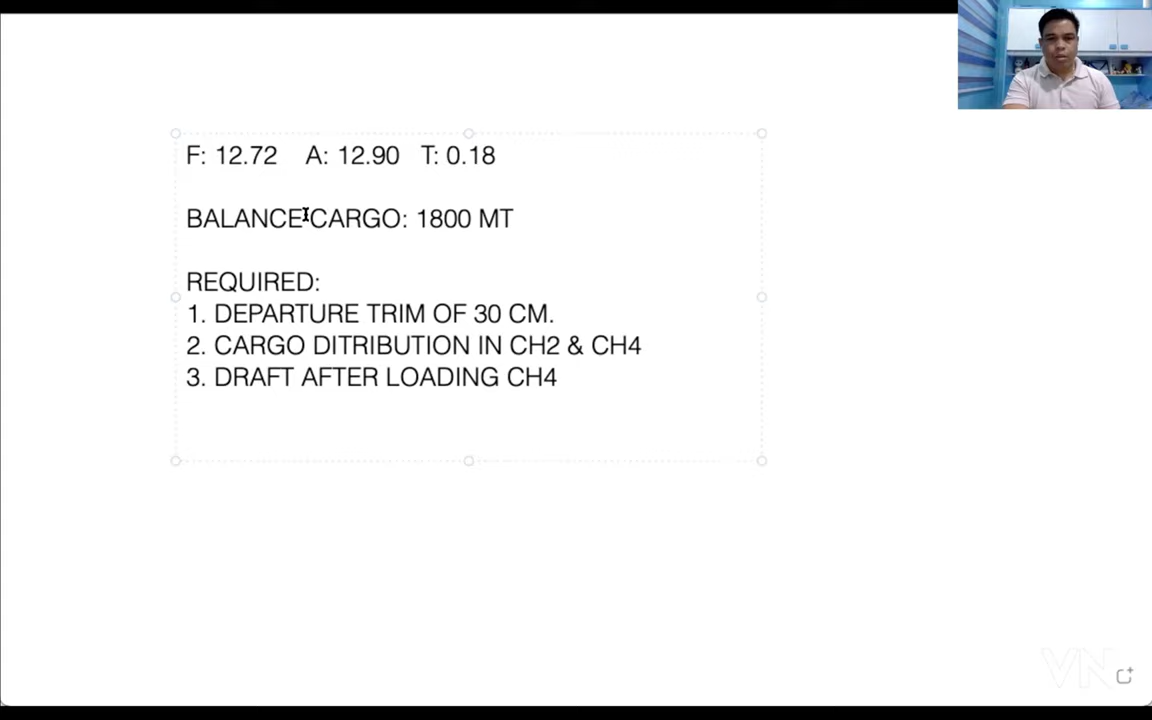 F: 12.72 A: 12.90 T: 0.18
BALANCE CARGO: 1800 MT
REQUIRED:
1. DEPARTURE TRIM OF 30 CM.
2. CARGO DITRIBUTION IN CH2 & CH4
3. DRAFT AFTER LOADING CH4
VN